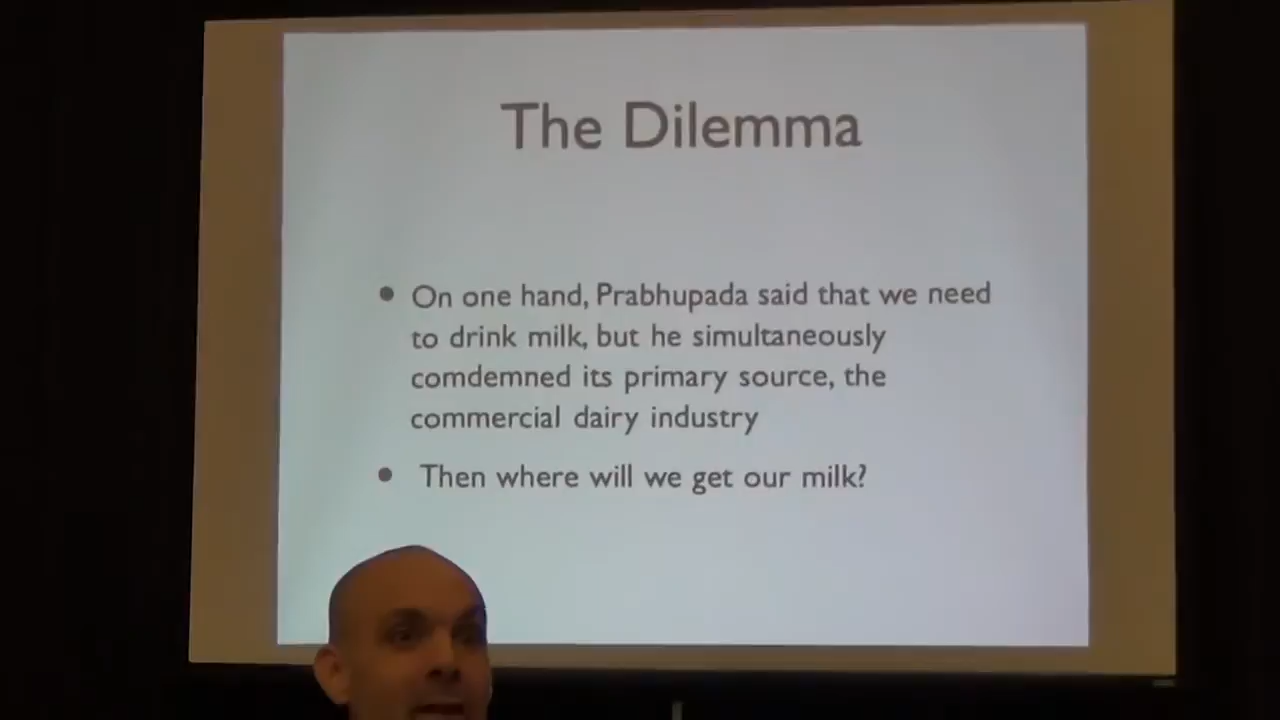 The Dilemma
• On one hand, Prabhupada said that we need
to drink milk, but he simultaneously
comdemned its primary source, the
commercial dairy industry
• Then where will we get our milk?